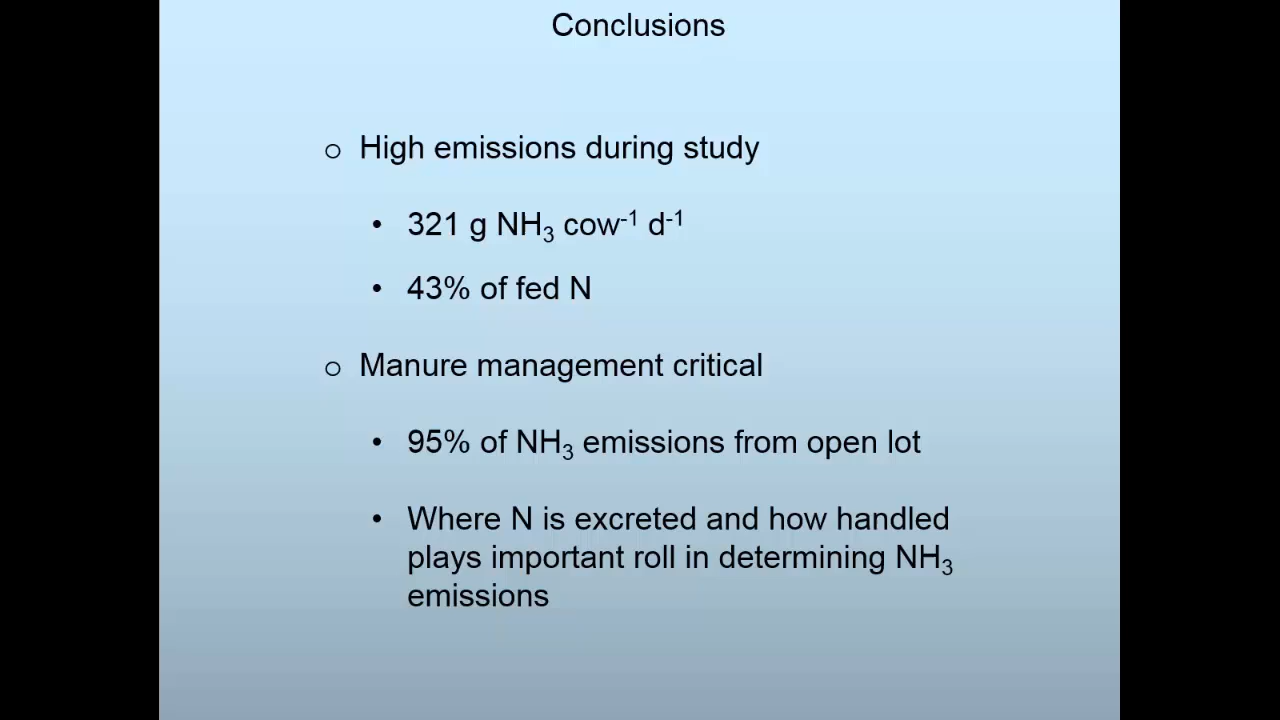 Conclusions
o High emissions during study
• 321 g NH₃ cow⁻¹ d⁻¹
• 43% of fed N
o Manure management critical
• 95% of NH₃ emissions from open lot
• Where N is excreted and how handled
plays important roll in determining NH₃
emissions